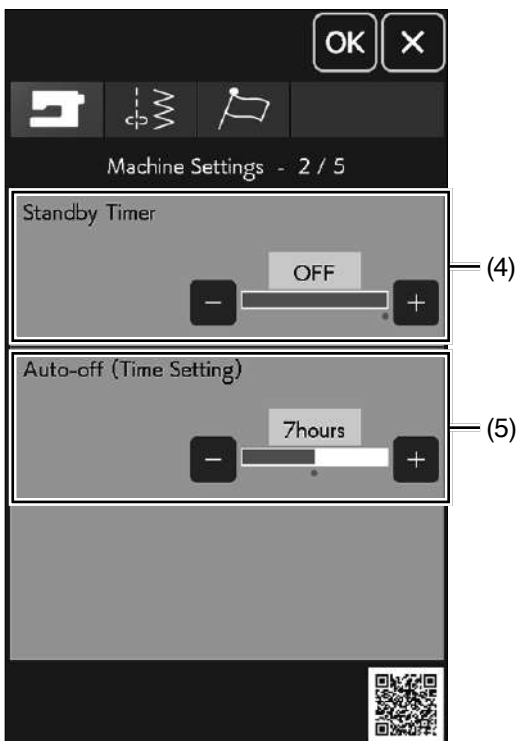 OK ×
Machine Settings - 2 / 5
Standby Timer
OFF
− +
(4)
Auto-off (Time Setting)
7hours
− +
(5)